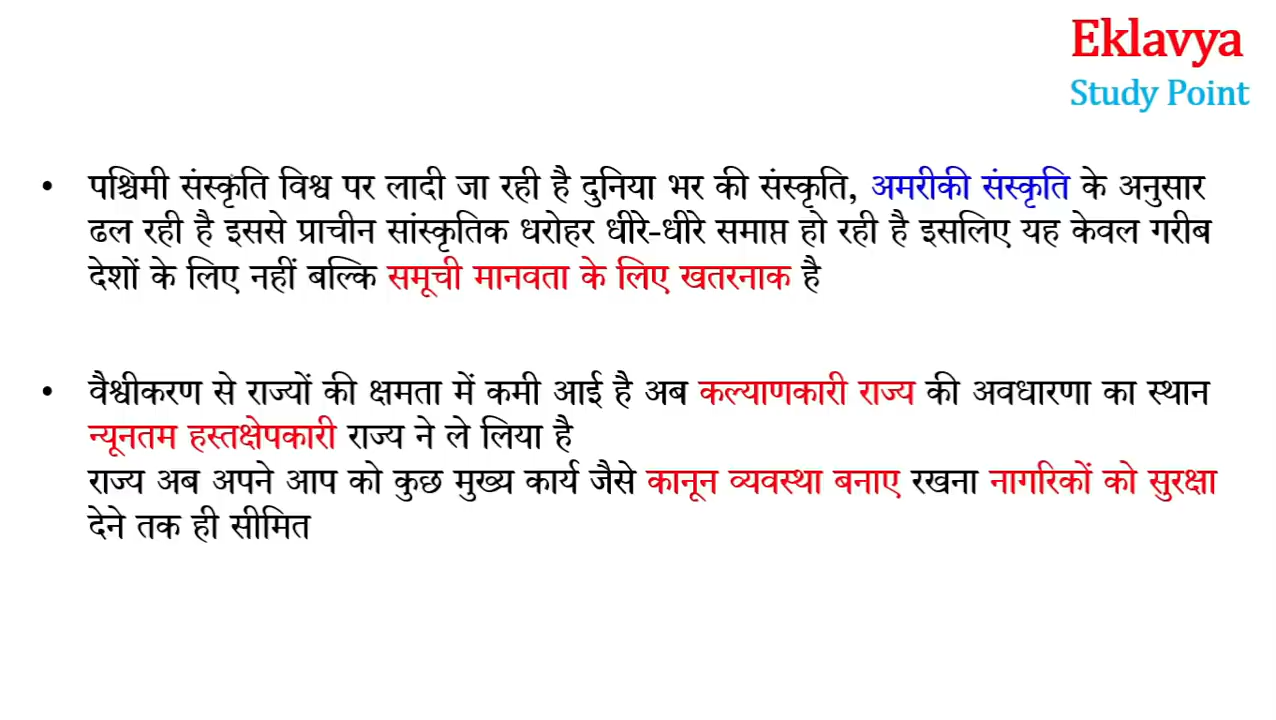 Eklavya
Study Point
• पश्चिमी संस्कृति विश्व पर लादी जा रही है दुनिया भर की संस्कृति, अमरीकी संस्कृति के अनुसार
ढल रही है इससे प्राचीन सांस्कृतिक धरोहर धीरे-धीरे समाप्त हो रही है इसलिए यह केवल गरीब
देशों के लिए नहीं बल्कि समूची मानवता के लिए खतरनाक है
• वैश्वीकरण से राज्यों की क्षमता में कमी आई है अब कल्याणकारी राज्य की अवधारणा का स्थान
न्यूनतम हस्तक्षेपकारी राज्य ने ले लिया है
राज्य अब अपने आप को कुछ मुख्य कार्य जैसे कानून व्यवस्था बनाए रखना नागरिकों को सुरक्षा
देने तक ही सीमित